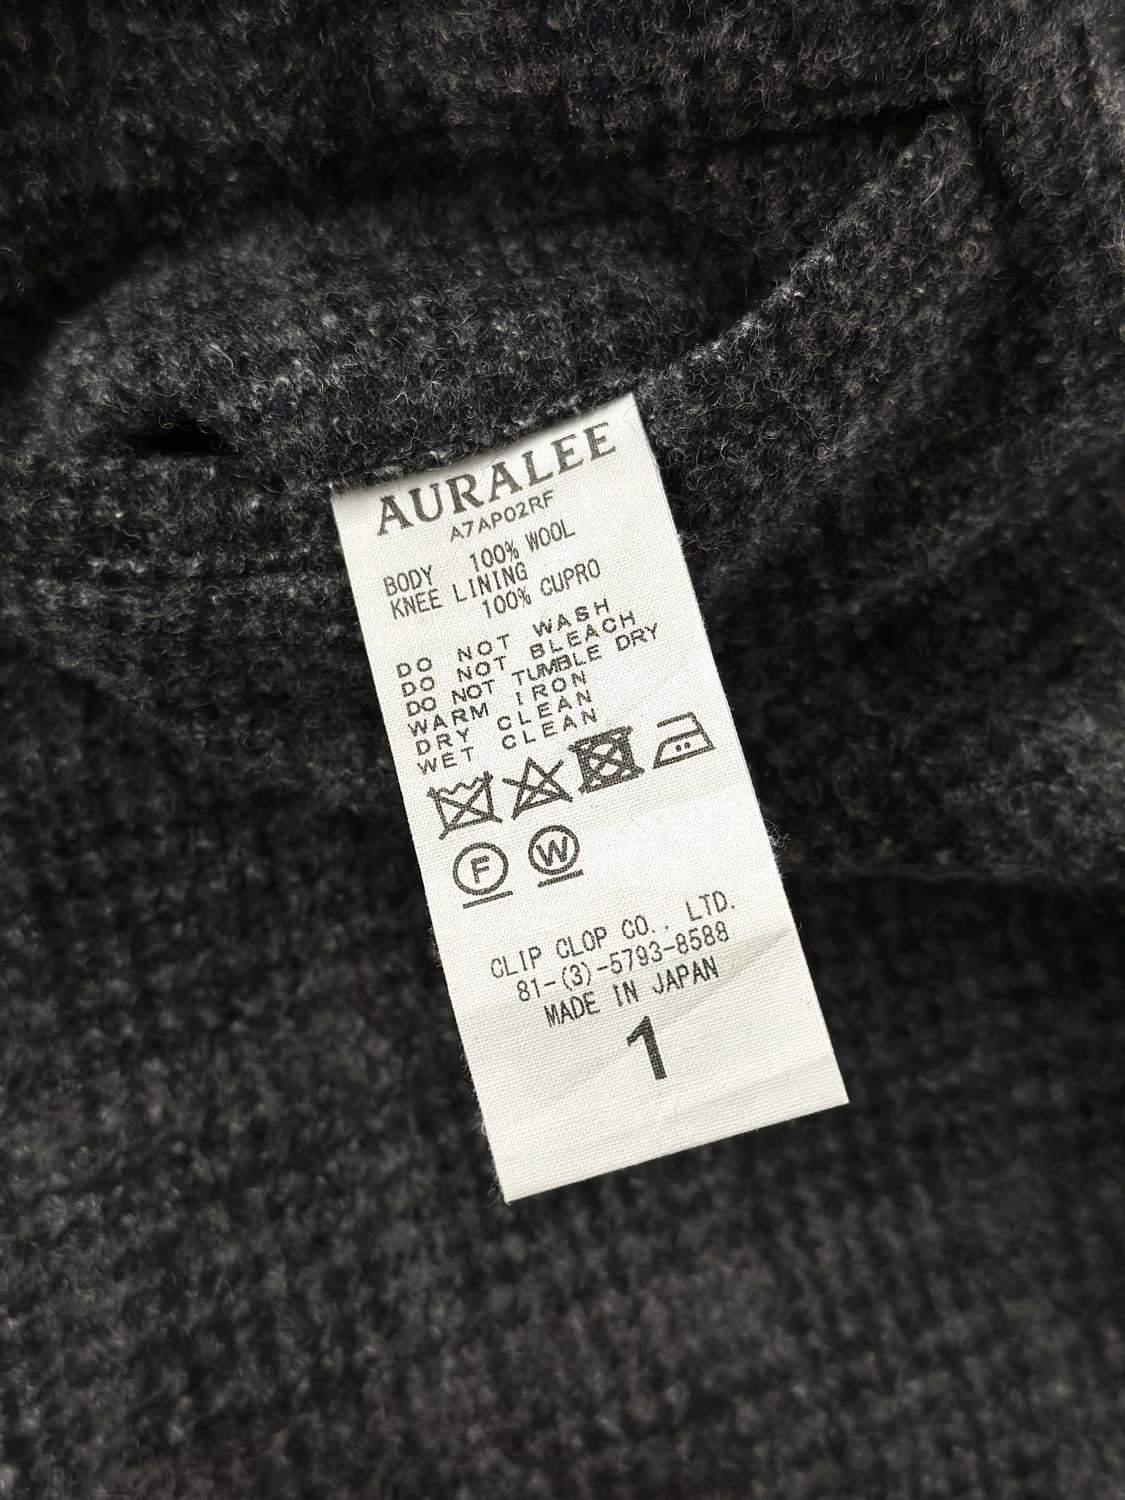 AURALEE
A7AP02RF
BODY 100% WOOL
KNEE LINING
100% CUPRO
DO NOT WASH
DO NOT BLEACH
DO NOT TUMBLE DRY
WARM IRON
DRY CLEAN
WET CLEAN
F W
CLIP CLOP CO., LTD.
81-(3)-5793-8588
MADE IN JAPAN
1